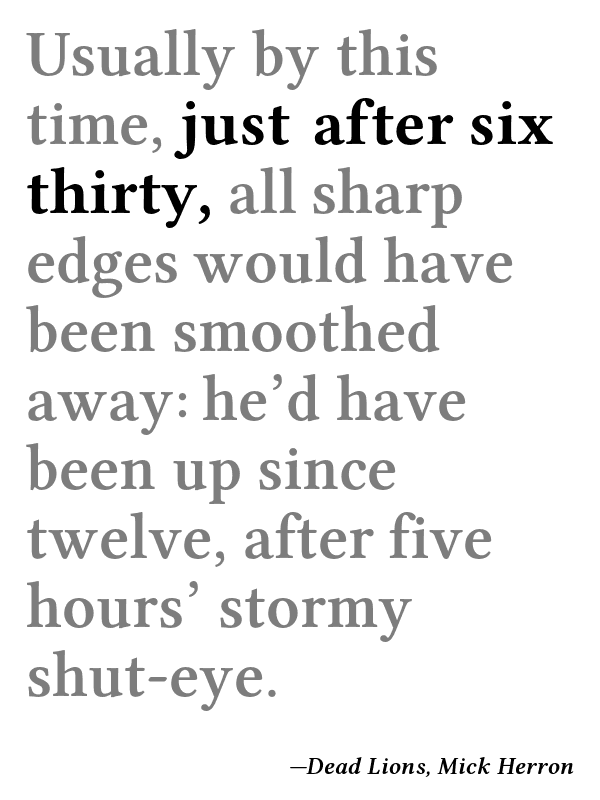 Usually by this
time, just after six
thirty, all sharp
edges would have
been smoothed
away: he’d have
been up since
twelve, after five
hours’ stormy
shut-eye.
—Dead Lions, Mick Herron